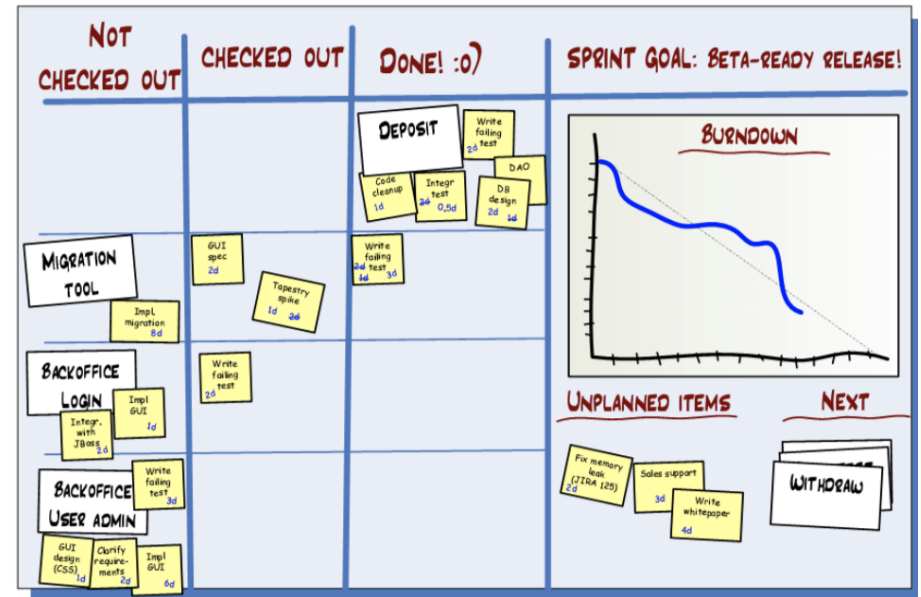 NOT
CHECKED OUT
CHECKED OUT
DONE! :o)
SPRINT GOAL: BETA-READY RELEASE!
DEPOSIT
Write
failing
test
2d
DAO
Code
cleanup
1d
Integr
test
2d
0,5d
DB
design
2d
1d
BURNDOWN
MIGRATION
TOOL
Impl.
migration
8d
GUI
spec
2d
Tapestry
spike
1d
2d
Write
failing
test
2d
1d
3d
BACKOFFICE
LOGIN
Integr.
with
JBoss
2d
Impl
GUI
1d
Write
failing
test
2d
BACKOFFICE
USER ADMIN
Write
failing
test
3d
GUI
design
(CSS)
1d
Clarify
require-
ments
2d
Impl
GUI
6d
UNPLANNED ITEMS
NEXT
Fix memory
leak
(JIRA 125)
2d
Sales support
3d
Write
whitepaper
4d
WITHDRAW